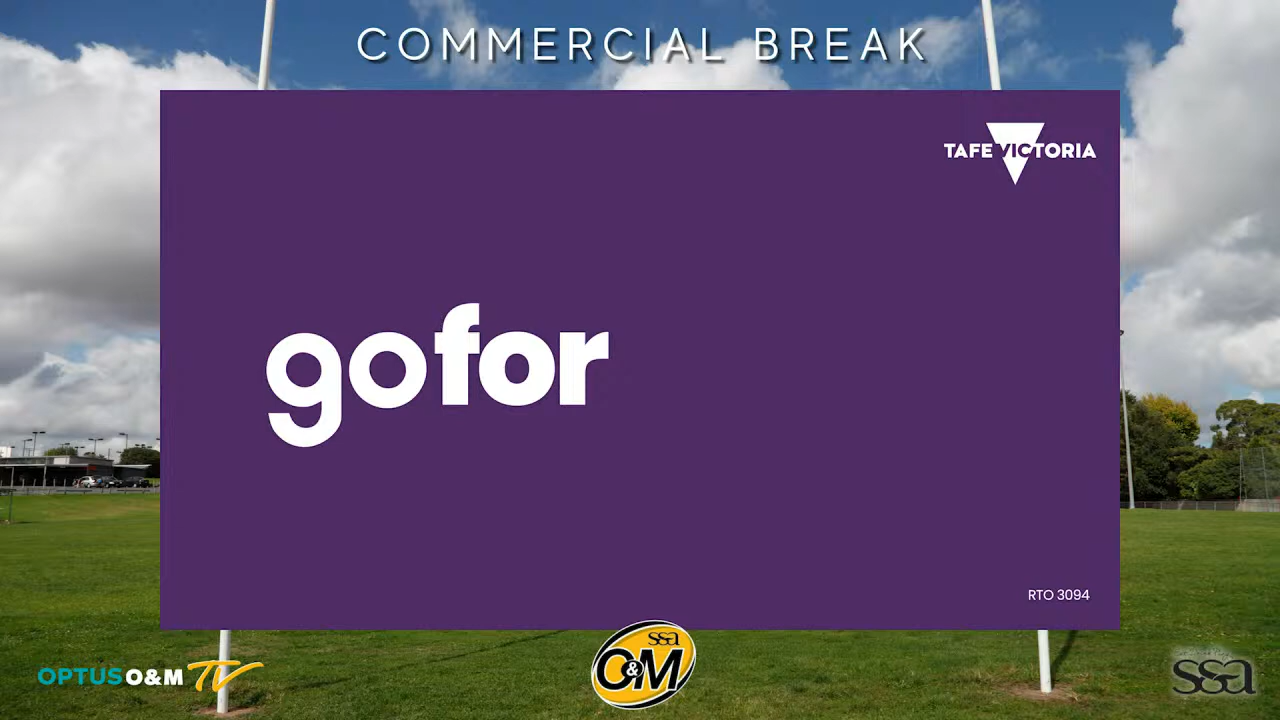 COMMERCIAL BREAK
TAFE VICTORIA
gofor
RTO 3094
OPTUS O&M TV
ssa
O&M
ssa